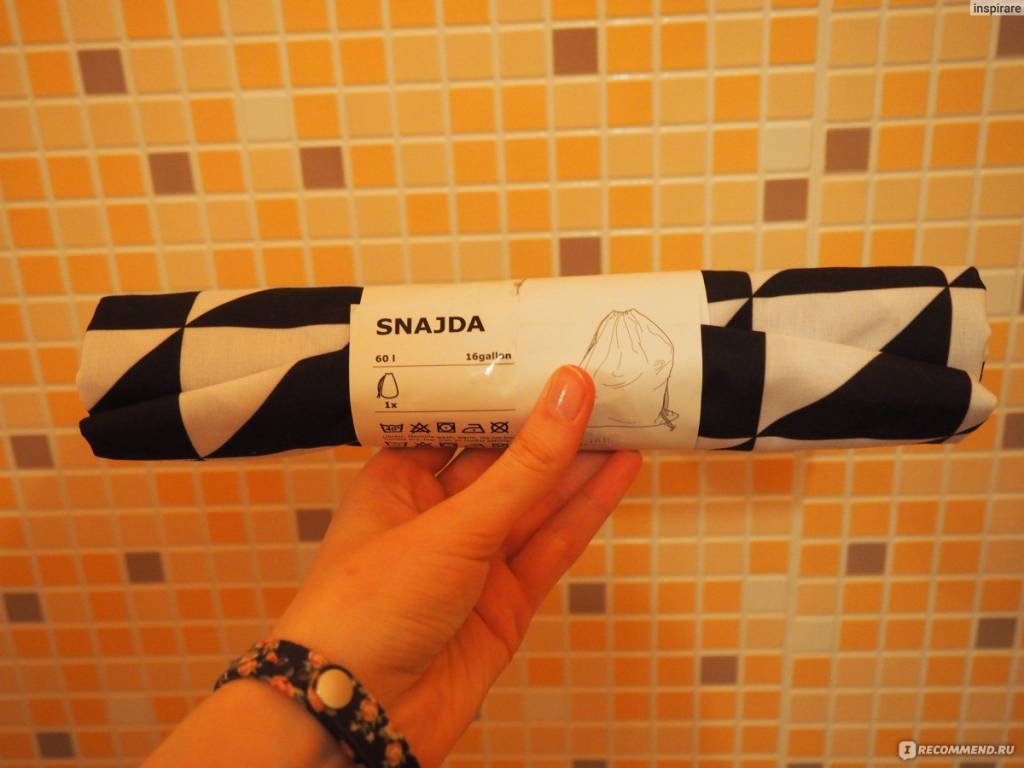 inspirare
SNAJDA
60 l 16gallon
1x
RECOMMEND.RU